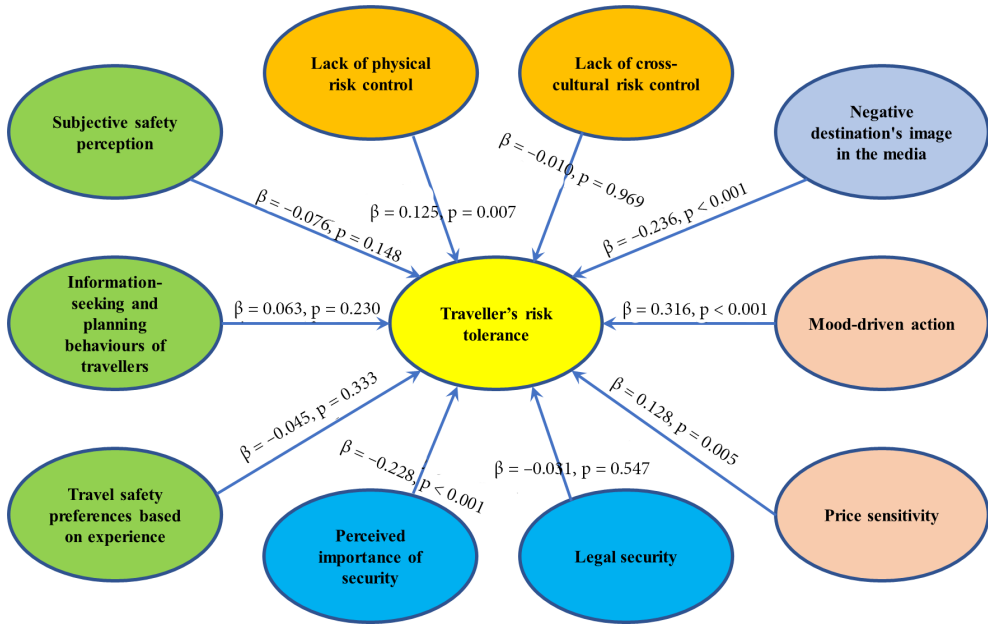 Lack of physical
risk control
Lack of cross-
cultural risk control
Subjective safety
perception
Negative
destination's image
in the media
β = −0.076, p = 0.148
β = 0.125, p = 0.007
β = −0.010, p = 0.969
β = −0.236, p < 0.001
Information-
seeking and
planning
behaviours of
travellers
β = 0.063, p = 0.230
Traveller's risk
tolerance
β = 0.316, p < 0.001
Mood-driven action
β = −0.045, p = 0.333
β = −0.228, p < 0.001
β = −0.031, p = 0.547
β = 0.128, p = 0.005
Travel safety
preferences based
on experience
Perceived
importance of
security
Legal security
Price sensitivity